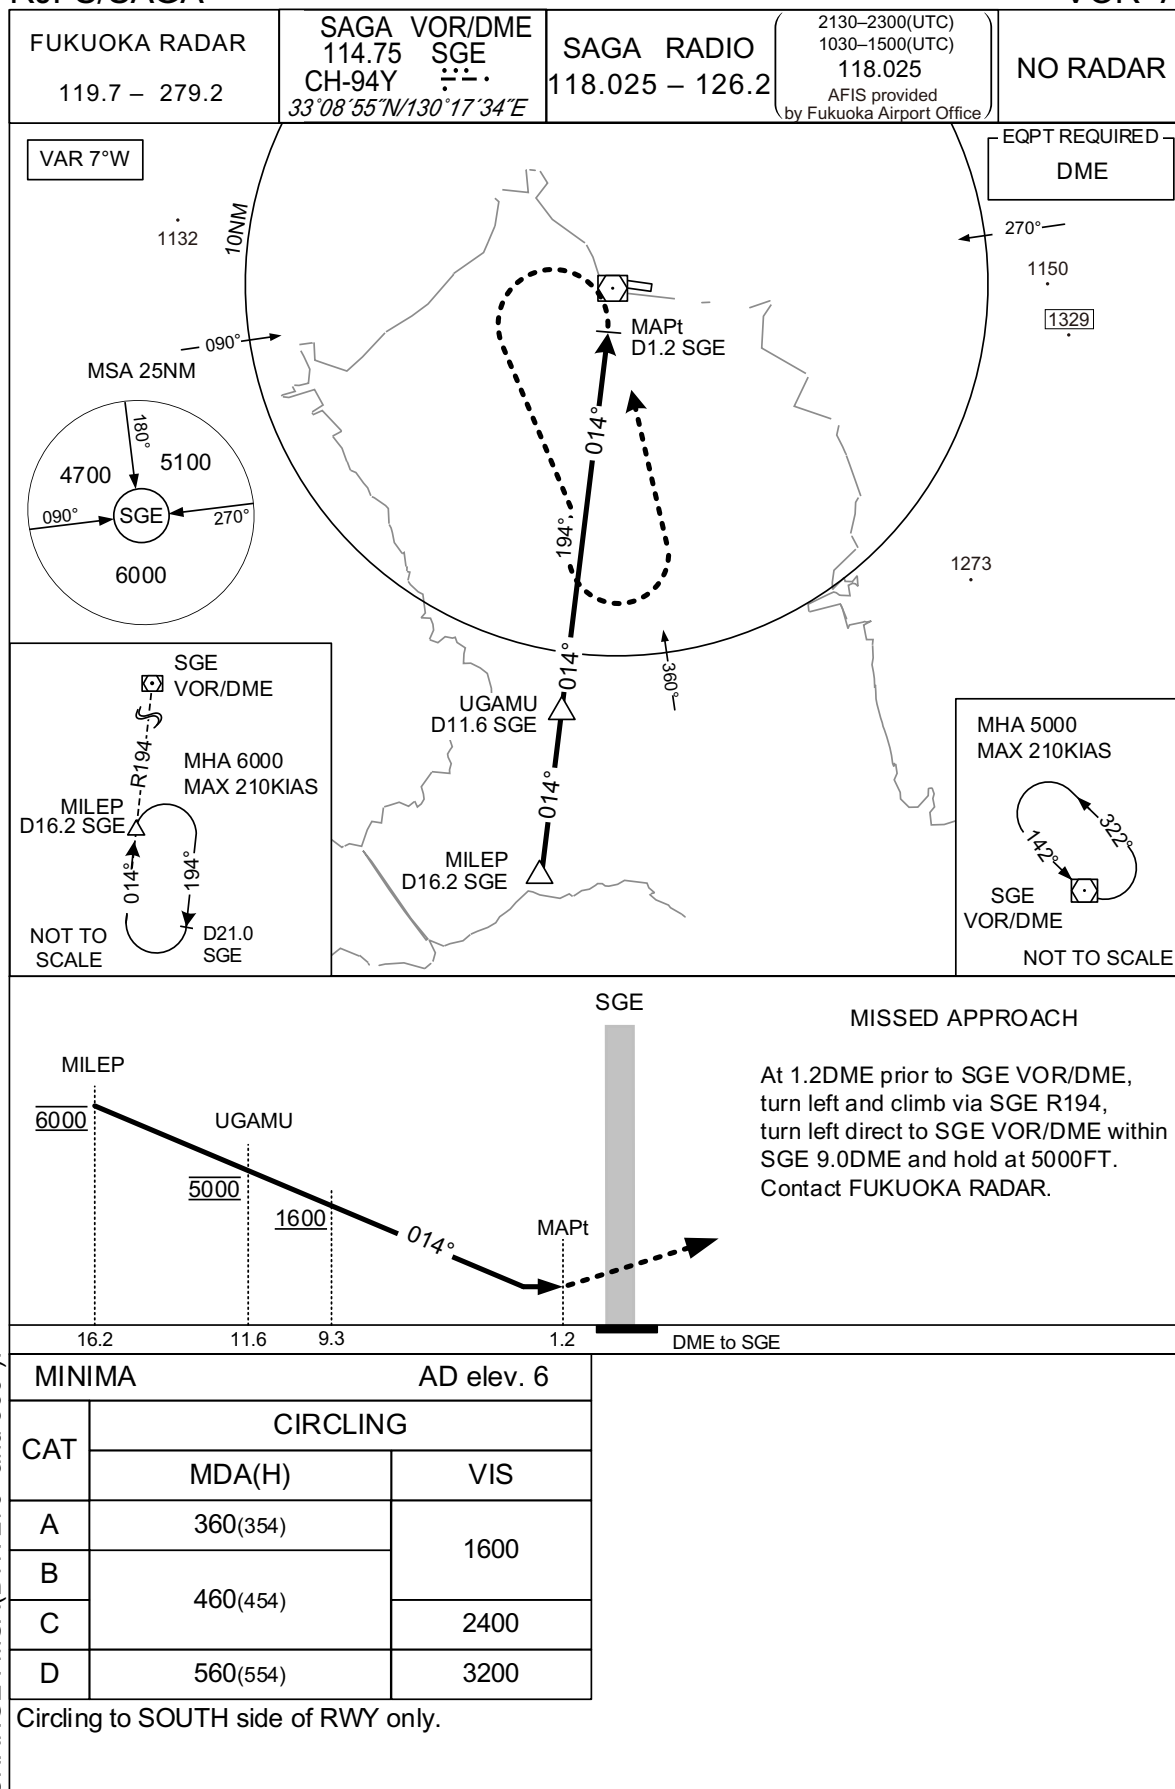 FUKUOKA RADAR
119.7 – 279.2
SAGA VOR/DME
114.75 SGE
CH-94Y
33°08´55˝N/130°17´34˝E
SAGA RADIO
118.025 – 126.2
2130–2300(UTC)
1030–1500(UTC)
118.025
AFIS provided
by Fukuoka Airport Office
NO RADAR
VAR 7°W
EQPT REQUIRED
DME
1132
10NM
270°
1150
1329
090°
MAPt
D1.2 SGE
MSA 25NM
180°
4700
5100
090°
SGE
270°
6000
014°
194°
1273
014°
360°
UGAMU
D11.6 SGE
014°
MILEP
D16.2 SGE
SGE
VOR/DME
R194
MHA 6000
MAX 210KIAS
MILEP
D16.2 SGE
014°
194°
D21.0
SGE
NOT TO
SCALE
MHA 5000
MAX 210KIAS
322°
142°
SGE
VOR/DME
NOT TO SCALE
SGE
MISSED APPROACH
At 1.2DME prior to SGE VOR/DME,
turn left and climb via SGE R194,
turn left direct to SGE VOR/DME within
SGE 9.0DME and hold at 5000FT.
Contact FUKUOKA RADAR.
MILEP
6000
UGAMU
5000
1600
014°
MAPt
16.2
11.6
9.3
1.2
DME to SGE
MINIMA AD elev. 6
CAT
CIRCLING
MDA(H) VIS
A 360(354)
1600
B
460(454)
C 2400
D 560(554) 3200
Circling to SOUTH side of RWY only.